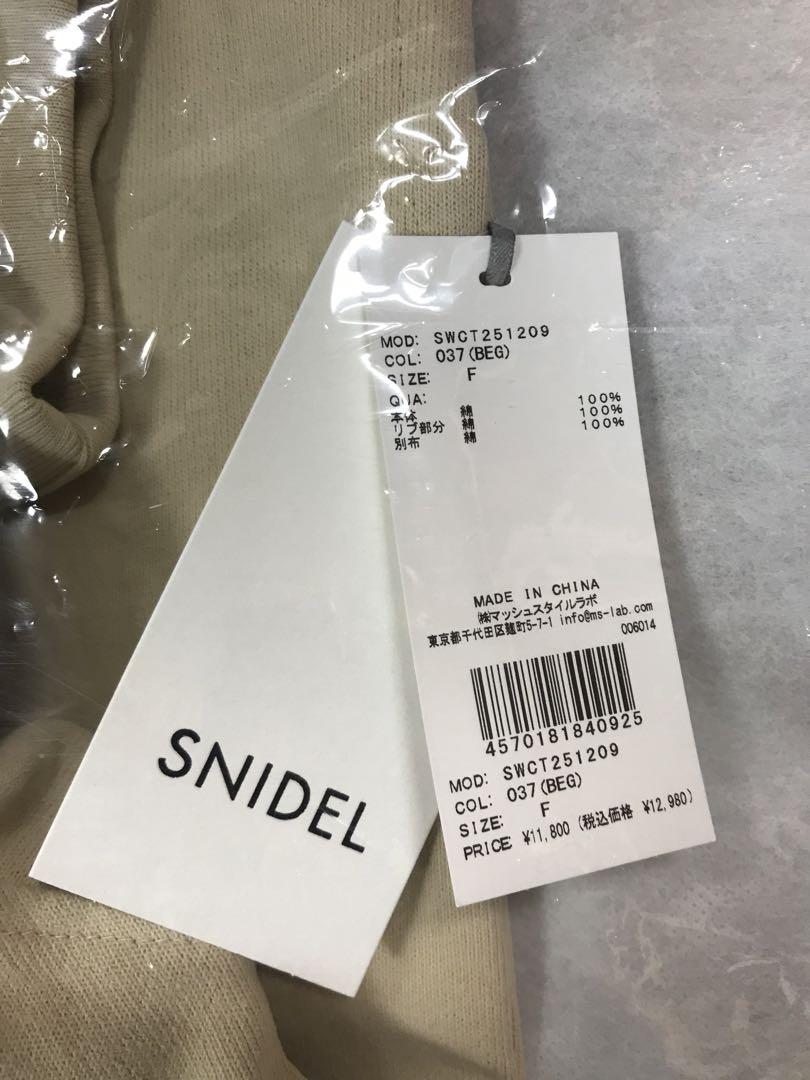 SNIDEL
MOD: SWCT251209
COL: 037(BEG)
SIZE: F
QUA:
本体 綿 100%
リブ部分 綿 100%
別布 綿 100%
MADE IN CHINA
㈱マッシュスタイルラボ
東京都千代田区麹町5-7-1 info@ms-lab.com
006014
4570181840925
MOD: SWCT251209
COL: 037(BEG)
SIZE: F
PRICE: ¥11,800 (税込価格 ¥12,980)